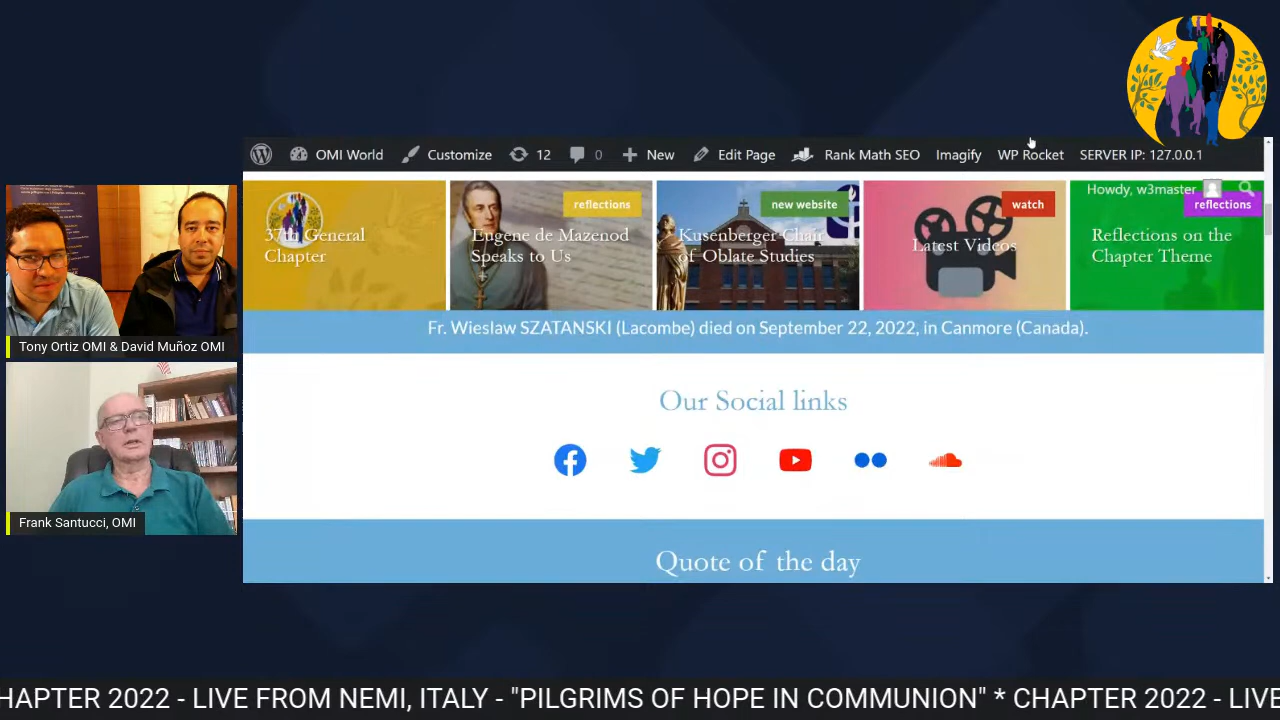 OMI World Customize 12 0 New Edit Page Rank Math SEO Imagify WP Rocket SERVER IP: 127.0.0.1
Howdy, w3master
37th General
Chapter
reflections
Eugene de Mazenod
Speaks to Us
new website
Kusenberger Chair
of Oblate Studies
watch
Latest Videos
reflections
Reflections on the
Chapter Theme
Fr. Wieslaw SZATANSKI (Lacombe) died on September 22, 2022, in Canmore (Canada).
Our Social links
Quote of the day
Tony Ortiz OMI & David Muñoz OMI
Frank Santucci, OMI
HAPTER 2022 - LIVE FROM NEMI, ITALY - "PILGRIMS OF HOPE IN COMMUNION" * CHAPTER 2022 - LIVE